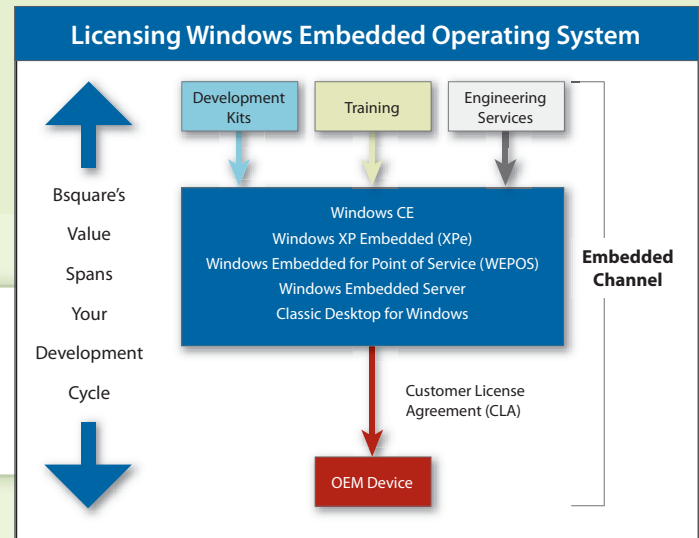 Licensing Windows Embedded Operating System
Development
Kits
Training
Engineering
Services
Bsquare's
Value
Spans
Your
Development
Cycle
Windows CE
Windows XP Embedded (XPe)
Windows Embedded for Point of Service (WEPOS)
Windows Embedded Server
Classic Desktop for Windows
Embedded
Channel
Customer License
Agreement (CLA)
OEM Device